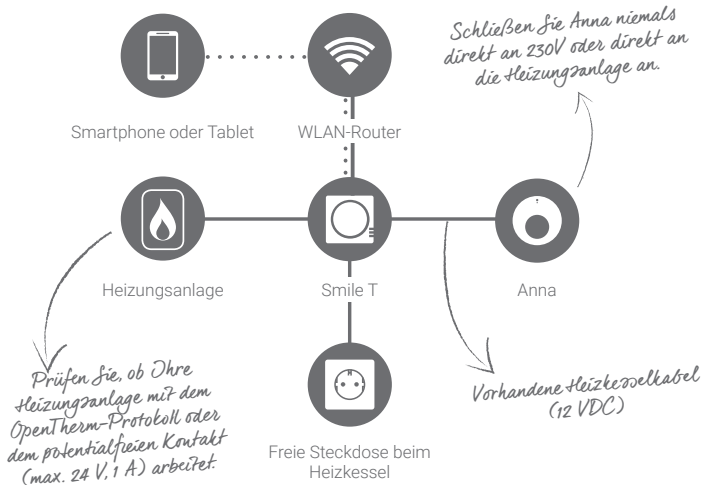 Schließen Sie Anna niemals
direkt an 230V oder direkt an
die Heizungsanlage an.
Smartphone oder Tablet
WLAN-Router
Heizungsanlage
Smile T
Anna
Prüfen Sie, ob Ihre
Heizungsanlage mit dem
OpenTherm-Protokoll oder
dem potentialfreien Kontakt
(max. 24 V, 1 A) arbeitet.
Vorhandene Heizkesselkabel
(12 VDC)
Freie Steckdose beim
Heizkessel